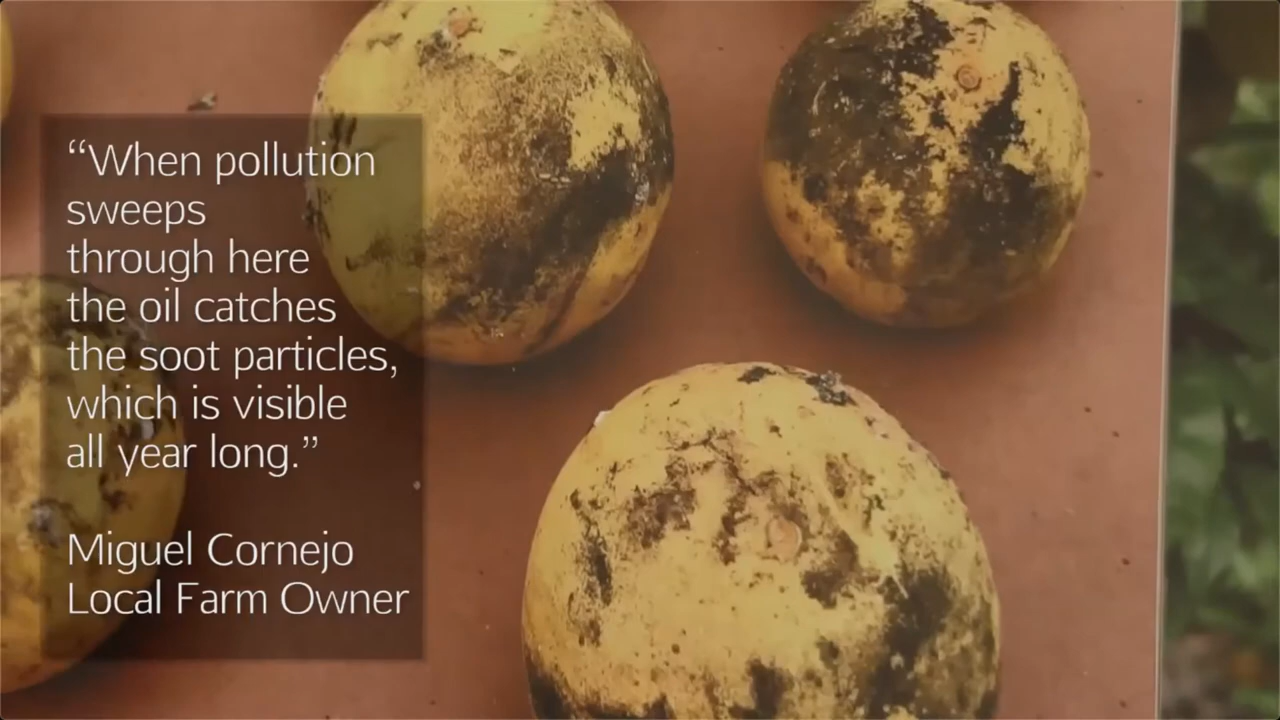 “When pollution
sweeps
through here
the oil catches
the soot particles,
which is visible
all year long.”
Miguel Cornejo
Local Farm Owner